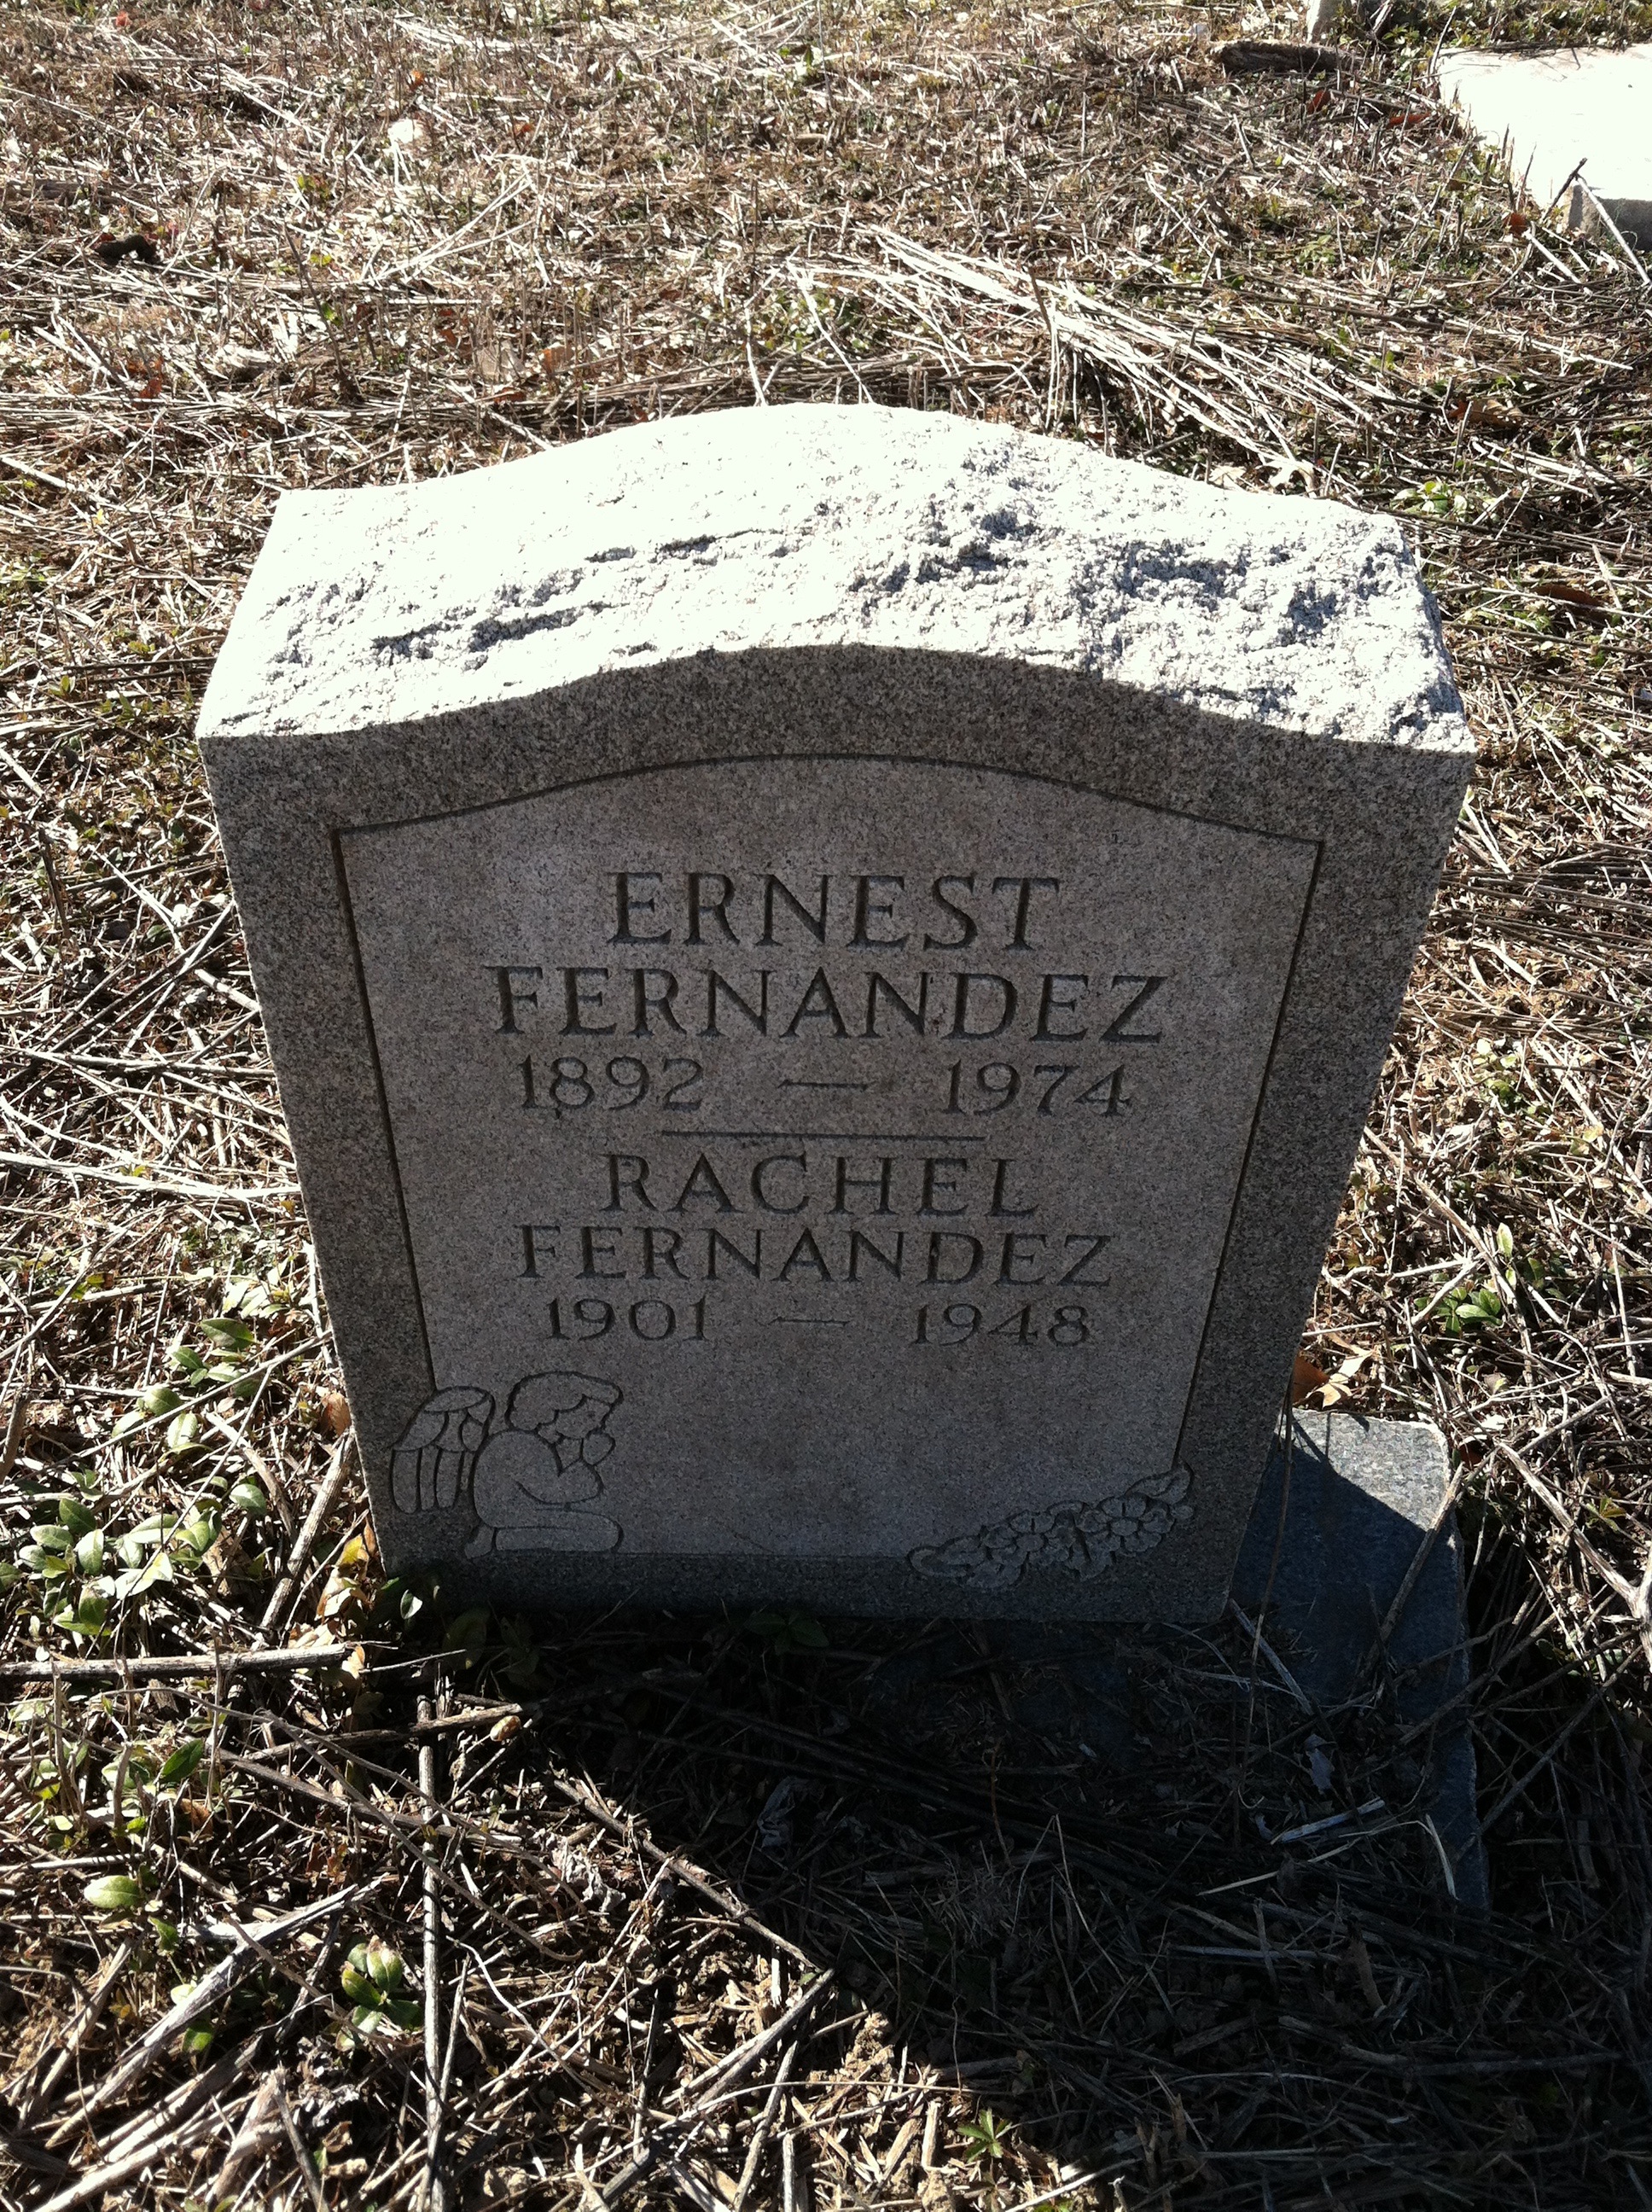 ERNEST
FERNANDEZ
1892 — 1974
RACHEL
FERNANDEZ
1901 — 1948